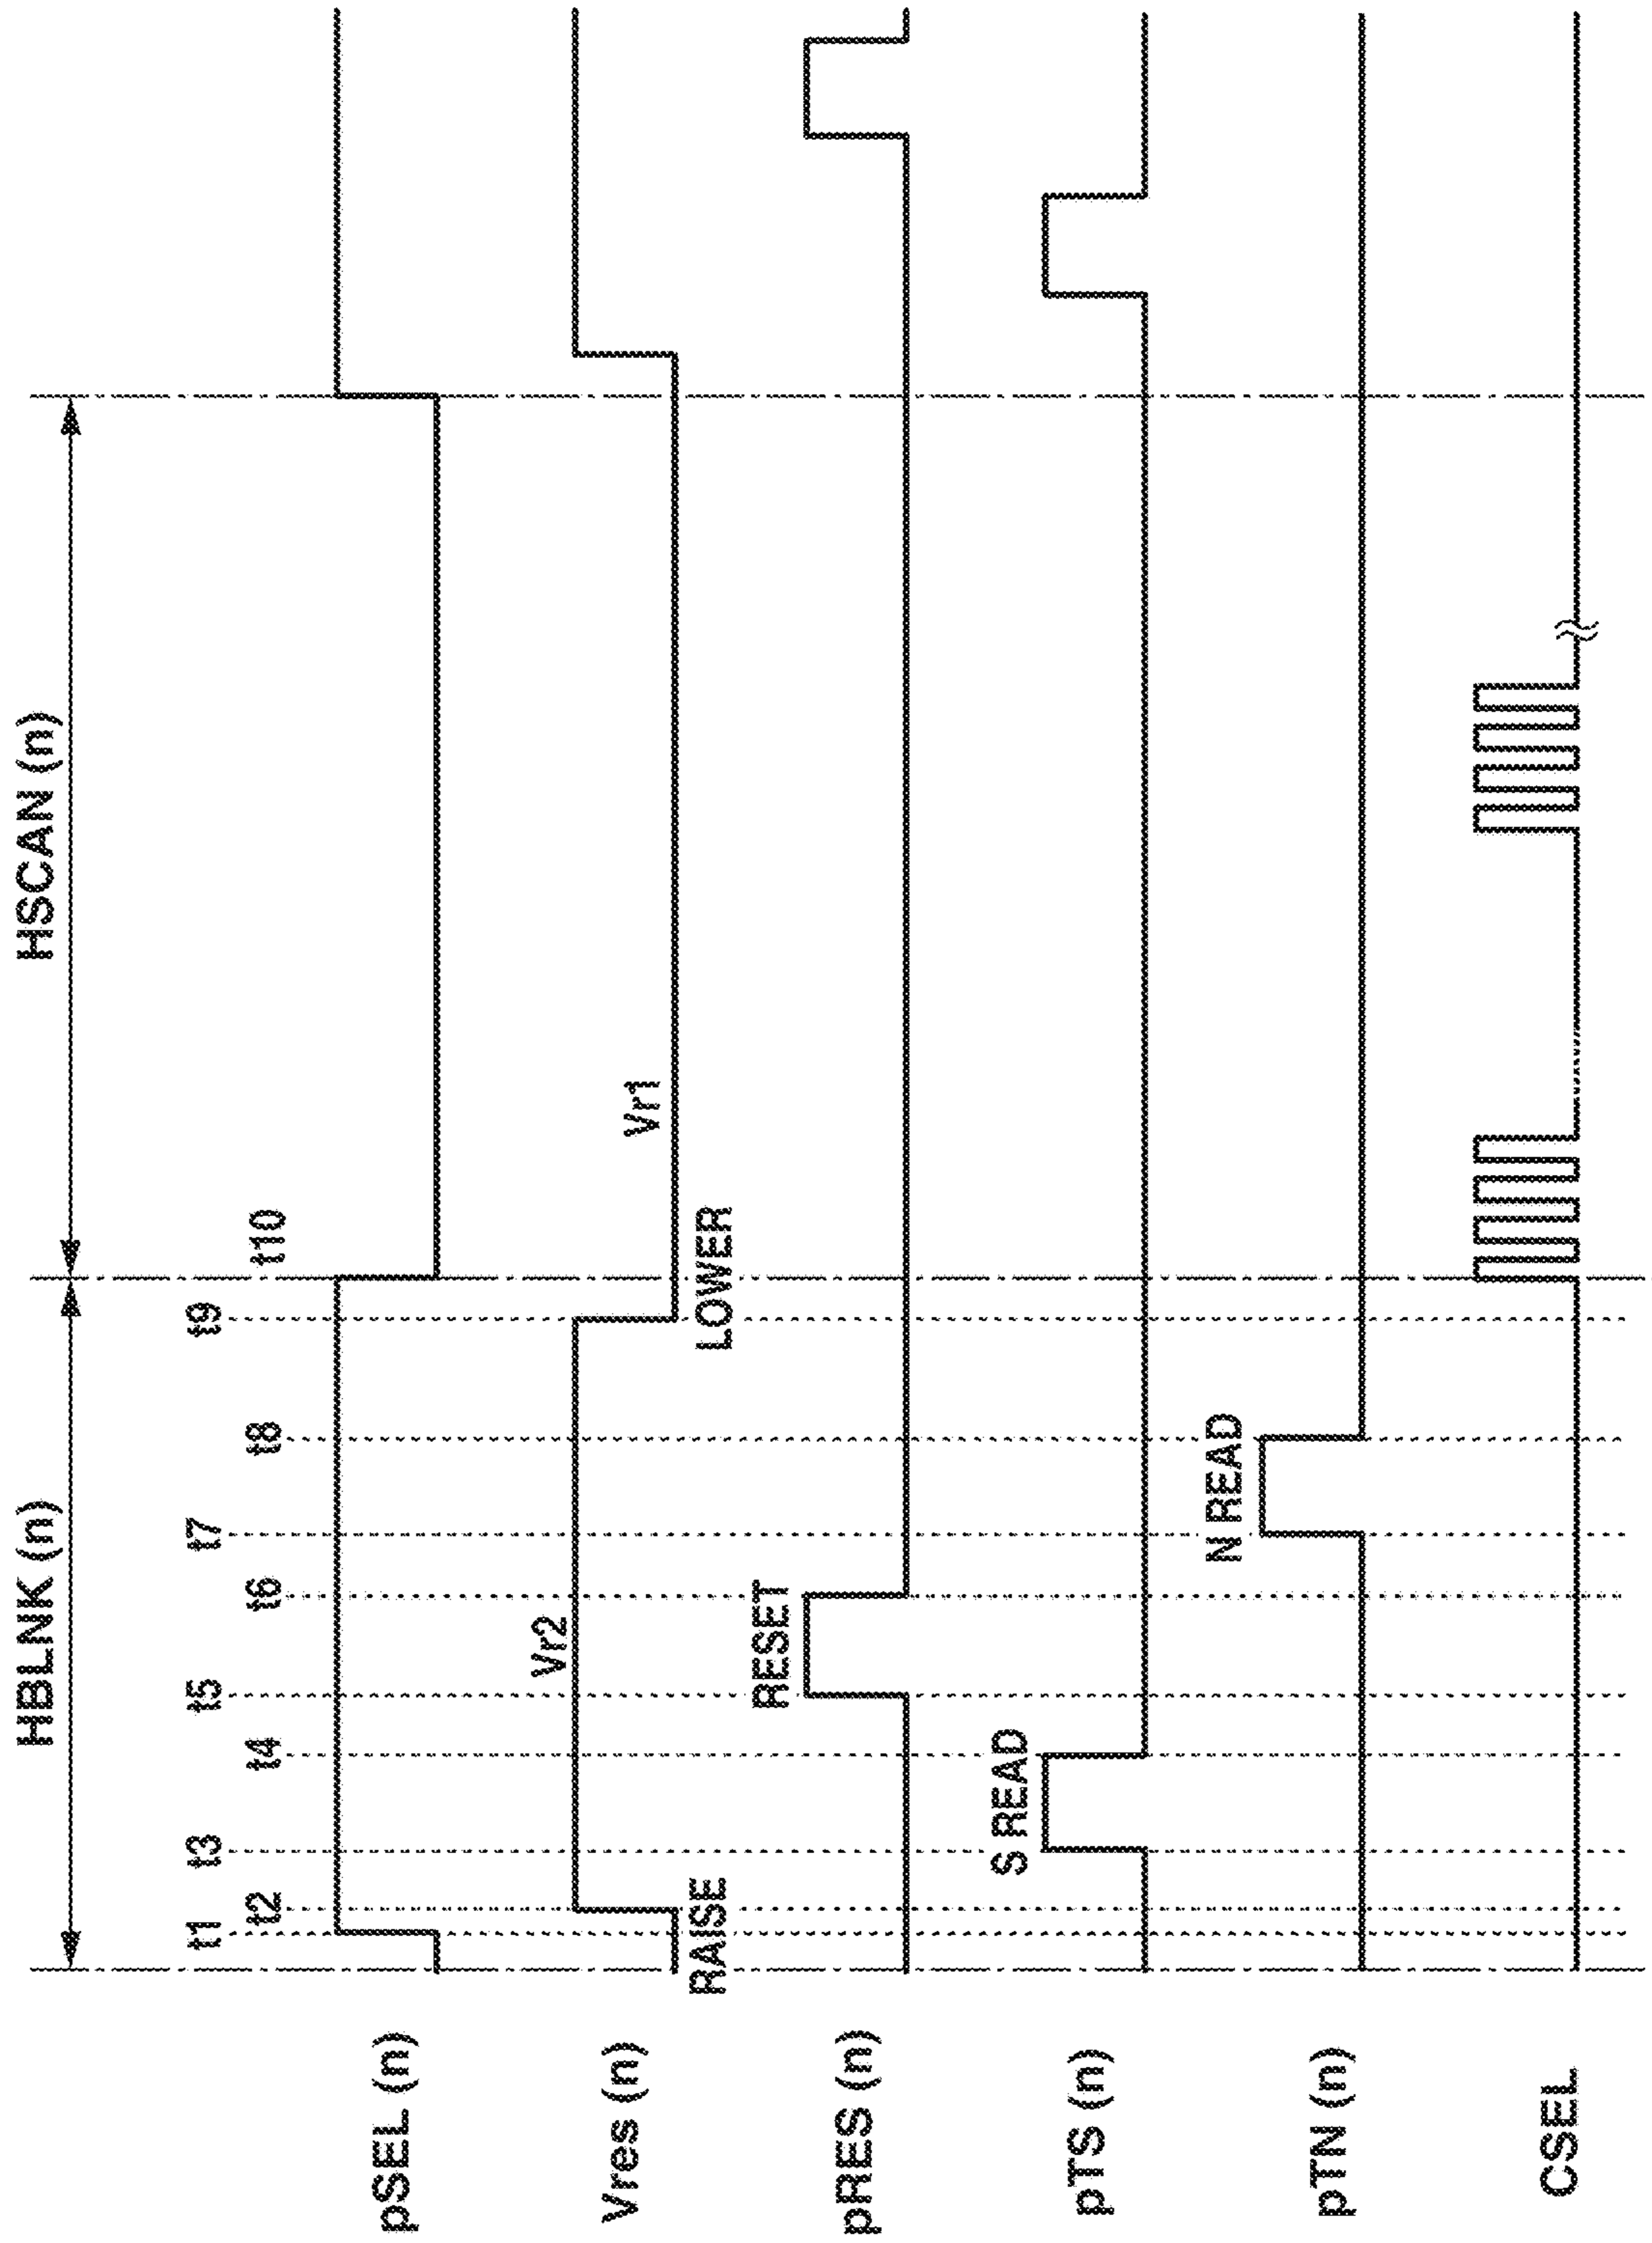 HBLNK (n)
HSCAN (n)
t1
t2
t3
t4
t5
t6
t7
t8
t9
t10
pSEL (n)
Vres (n)
Vr2
Vr1
RAISE
LOWER
pRES (n)
RESET
pTS (n)
S READ
pTN (n)
N READ
CSEL